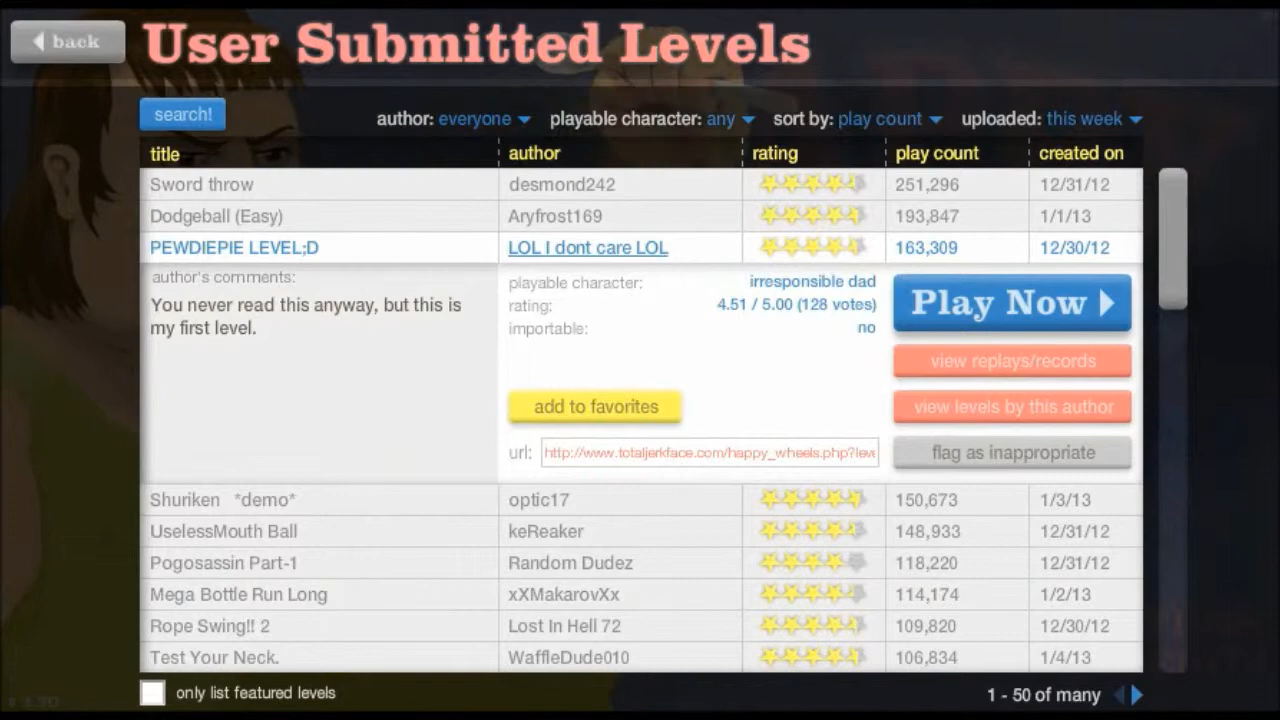 back
User Submitted Levels
search!
author: everyone playable character: any sort by: play count uploaded: this week
title author rating play count created on
Sword throw desmond242 251,296 12/31/12
Dodgeball (Easy) Aryfrost169 193,847 1/1/13
PEWDIEPIE LEVEL;D LOL I dont care LOL 163,309 12/30/12
author's comments:
You never read this anyway, but this is
my first level.
playable character: irresponsible dad
rating: 4.51 / 5.00 (128 votes)
importable: no
add to favorites
url: http://www.totaljerkface.com/happy_wheels.php?leve
Play Now
view replays/records
view levels by this author
flag as inappropriate
Shuriken *demo* optic17 150,673 1/3/13
UselessMouth Ball keReaker 148,933 12/31/12
Pogosassin Part-1 Random Dudez 118,220 12/31/12
Mega Bottle Run Long xXMakarovXx 114,174 1/2/13
Rope Swing!! 2 Lost In Hell 72 109,820 12/30/12
Test Your Neck. WaffleDude010 106,834 1/4/13
only list featured levels
1 - 50 of many